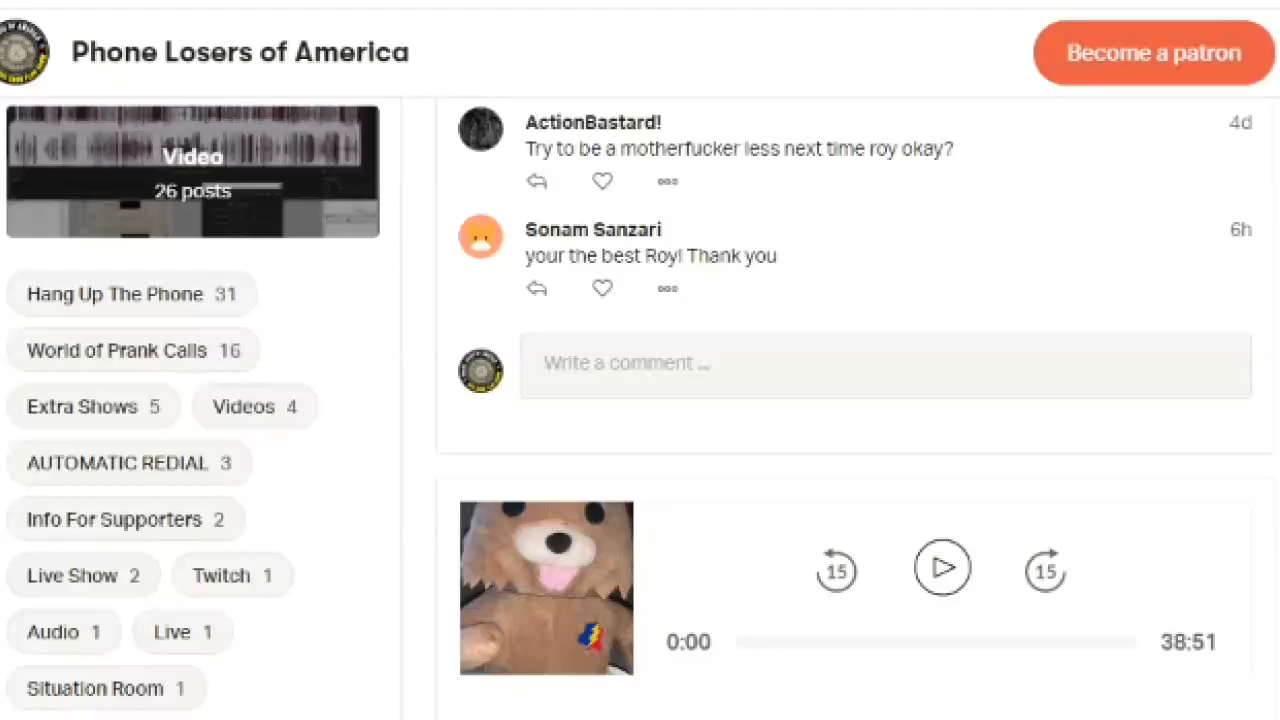 Phone Losers of America
Become a patron
Video
26 posts
Hang Up The Phone 31
World of Prank Calls 16
Extra Shows 5
Videos 4
AUTOMATIC REDIAL 3
Info For Supporters 2
Live Show 2
Twitch 1
Audio 1
Live 1
Situation Room 1
ActionBastard!
4d
Try to be a motherfucker less next time roy okay?
Sonam Sanzari
6h
your the best Roy! Thank you
Write a comment ...
15
15
0:00
38:51